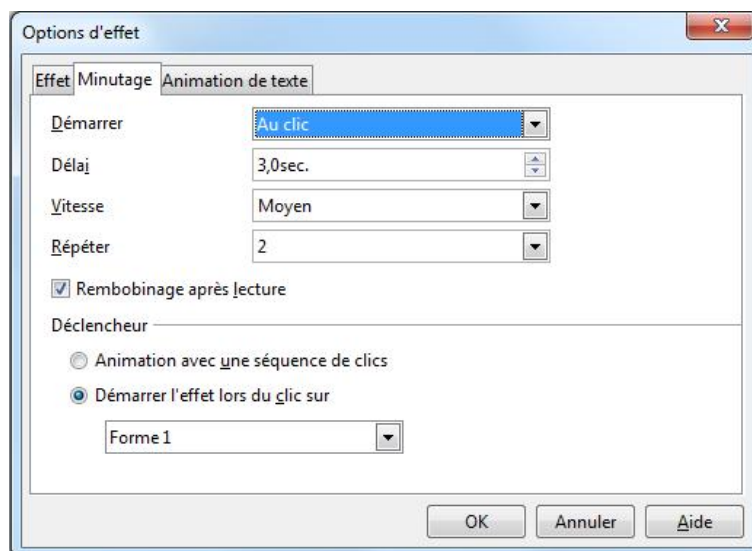 Options d'effet
Effet Minutage Animation de texte
Démarrer Au clic
Délai 3,0sec.
Vitesse Moyen
Répéter 2
Rembobinage après lecture
Déclencheur
Animation avec une séquence de clics
Démarrer l'effet lors du clic sur
Forme 1
OK Annuler Aide